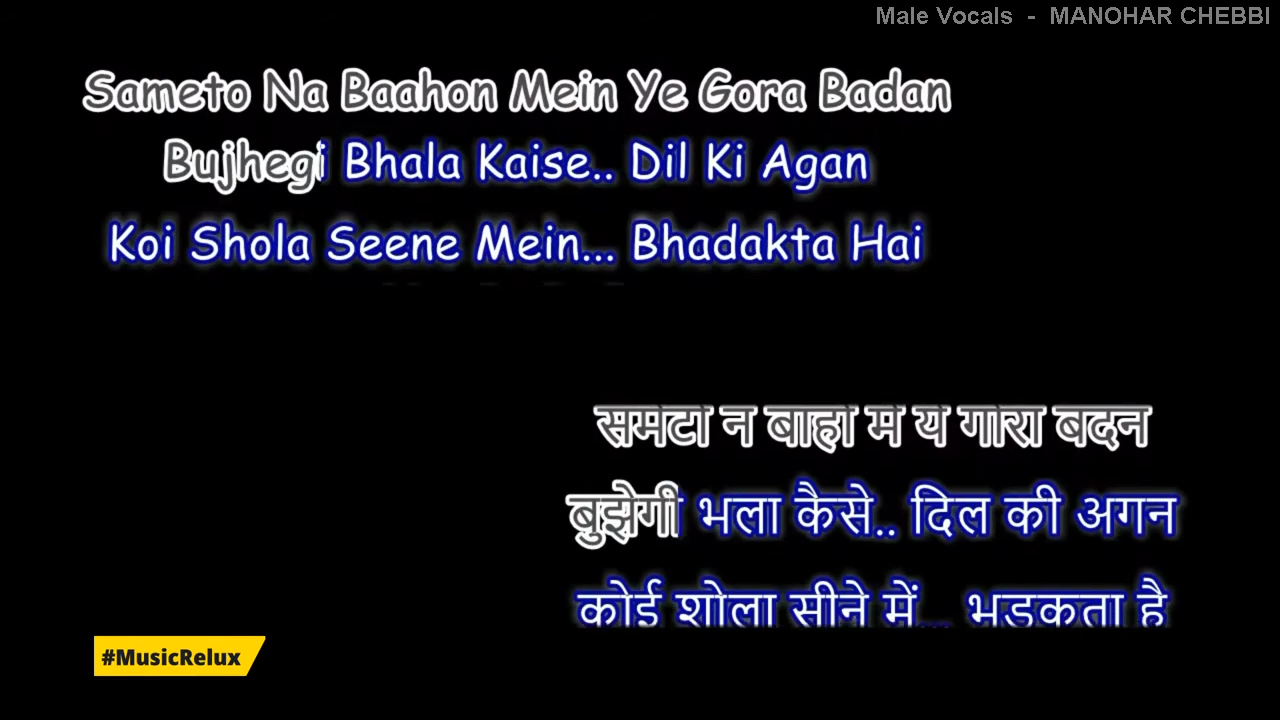 Male Vocals - MANOHAR CHEBBI
Sameto Na Baahon Mein Ye Gora Badan
Bujhegi Bhala Kaise.. Dil Ki Agan
Koi Shola Seene Mein... Bhadakta Hai
समेटो न बाहों में ये गोरा बदन
बुझेगी भला कैसे.. दिल की अगन
कोई शोला सीने में... भड़कता है
#MusicRelux